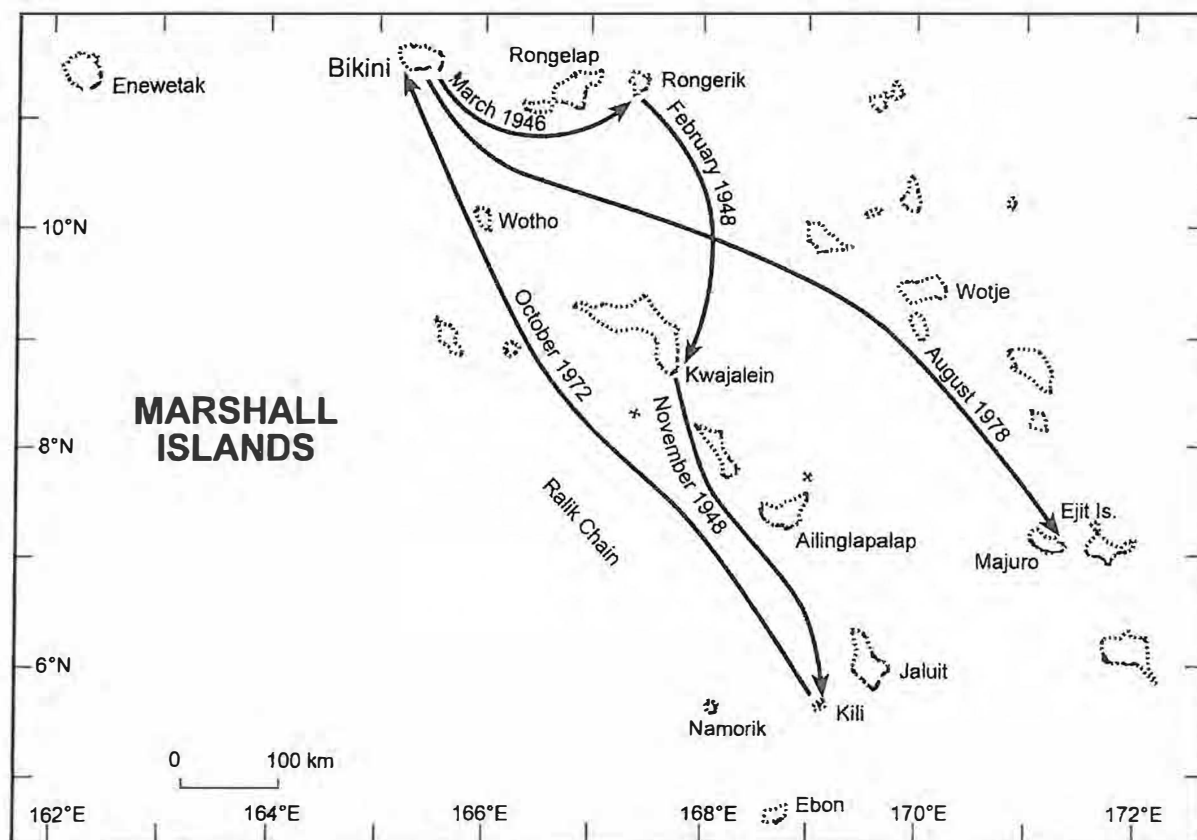 Bikini
Rongelap
Rongerik
Enewetak
March 1946
February 1948
10°N
Wotho
Wotje
October 1972
Kwajalein
August 1978
MARSHALL
ISLANDS
8°N
November 1948
Ralik Chain
Ailinglapalap
Ejit Is.
Majuro
6°N
Jaluit
Kili
Namorik
0 100 km
Ebon
162°E 164°E 166°E 168°E 170°E 172°E